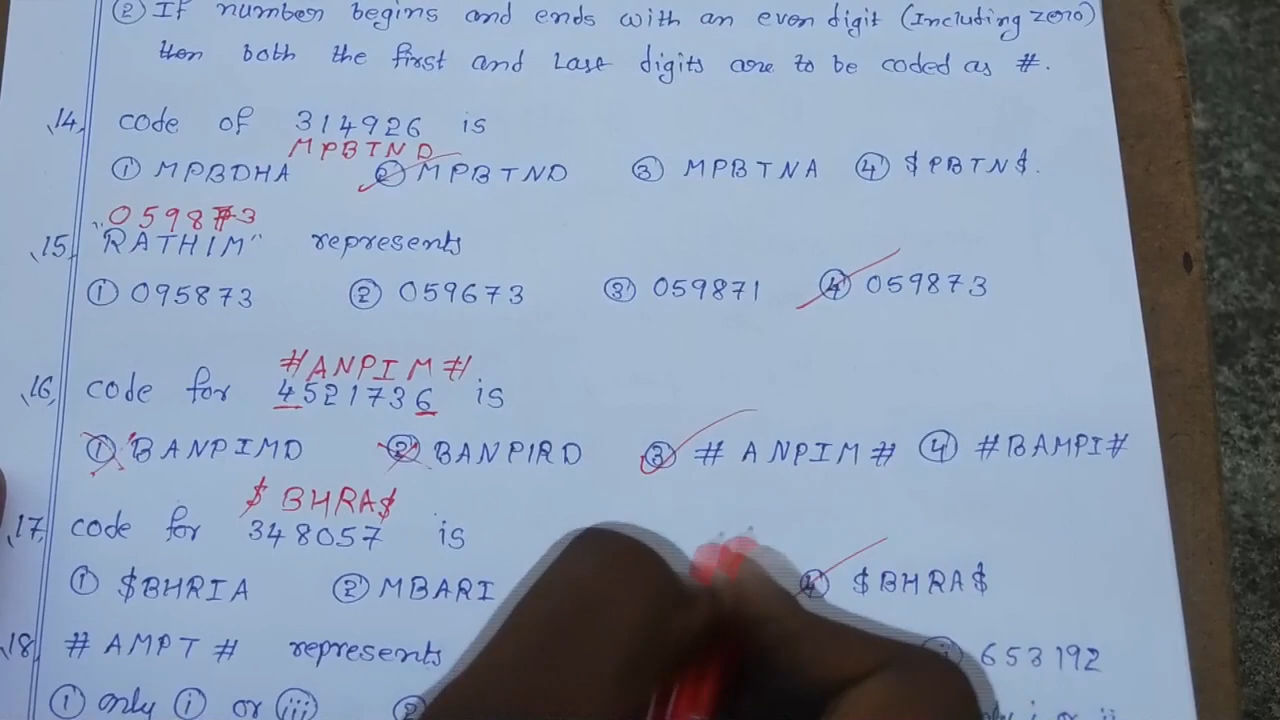 ② If number begins and ends with an even digit (Including zero)
then both the first and Last digits are to be coded as #.
14. code of 314926 is
MPBTND
① MPBDHA ② MPBTND ③ MPBTNA ④ $PBTN$.
059873
15. "RATHIM" represents
① 095873 ② 059673 ③ 059871 ④ 059873
#ANPIM#
16. code for 4521736 is
① BANPIMD ② BANPIRD ③ # ANPIM # ④ #BAMPI#
$BHRA$
17. code for 348057 is
① $BHRIA ② MBARI ④ $BHRA$
18. # AMPT # represents 653192
① only ① or ⅲ ②